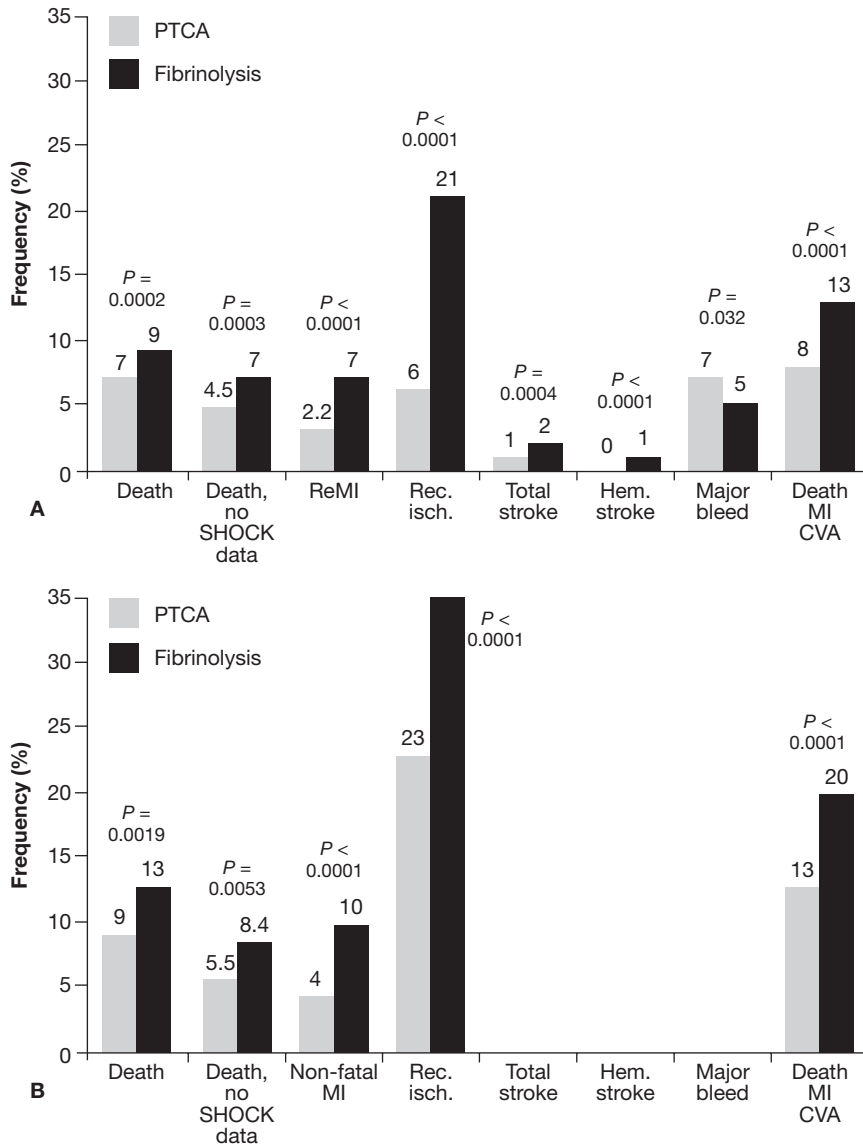 35
PTCA
Fibrinolysis
30
25
20
15
10
5
0
Frequency (%)
P =
0.0002
7
9
P =
0.0003
4.5
7
P <
0.0001
2.2
7
P <
0.0001
6
21
P =
0.0004
1
2
P <
0.0001
0
1
P =
0.032
7
5
P <
0.0001
8
13
A
Death
Death,
no
SHOCK
data
ReMI
Rec.
isch.
Total
stroke
Hem.
stroke
Major
bleed
Death
MI
CVA
35
PTCA
Fibrinolysis
30
25
20
15
10
5
0
Frequency (%)
P =
0.0019
9
13
P =
0.0053
5.5
8.4
P <
0.0001
4
10
23
P <
0.0001
P <
0.0001
13
20
B
Death
Death,
no
SHOCK
data
Non-fatal
MI
Rec.
isch.
Total
stroke
Hem.
stroke
Major
bleed
Death
MI
CVA